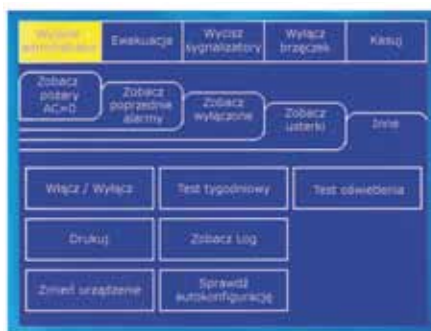 Ewakuacja
Wycisz
sygnalizatory
Wyłącz
brzęczek
Kasuj
Zobacz
pożary
AC=0
Zobacz
poprzednie
alarmy
Zobacz
wyłączone
Zobacz
usterki
Inne
Włącz / Wyłącz
Test tygodniowy
Test oświetlenia
Drukuj
Zobacz Log
Zmień urządzenie
Sprawdź
autokonfigurację